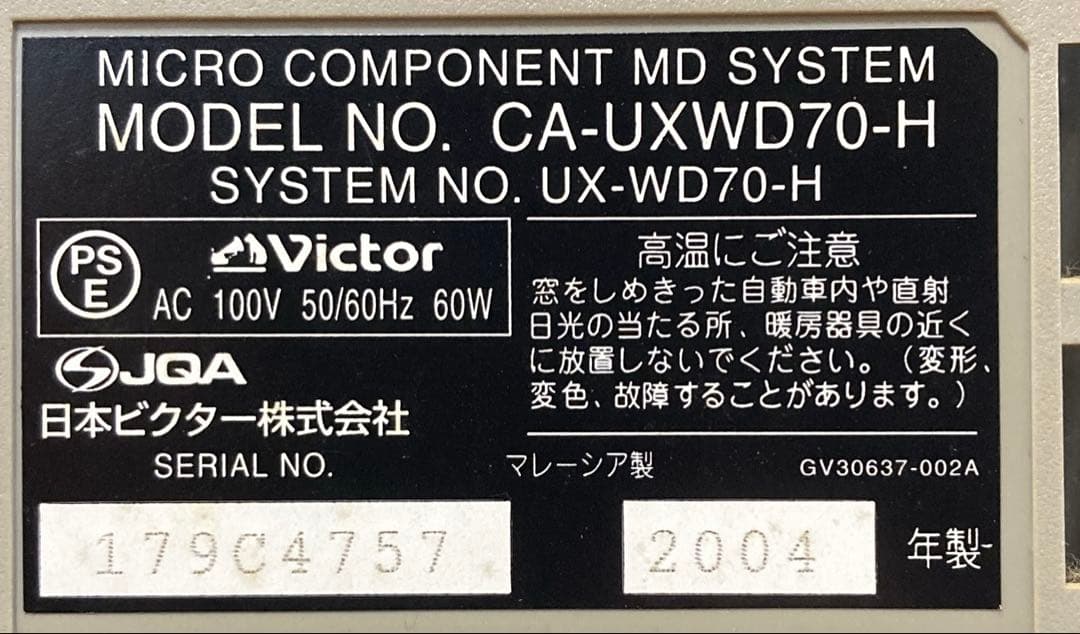 MICRO COMPONENT MD SYSTEM
MODEL NO. CA-UXWD70-H
SYSTEM NO. UX-WD70-H
PS
E
Victor
AC 100V 50/60Hz 60W
JQA
日本ビクター株式会社
高温にご注意
窓をしめきった自動車内や直射
日光の当たる所、暖房器具の近く
に放置しないでください。（変形、
変色、故障することがあります。）
SERIAL NO.
マレーシア製
GV30637-002A
179C4757
2004
年製